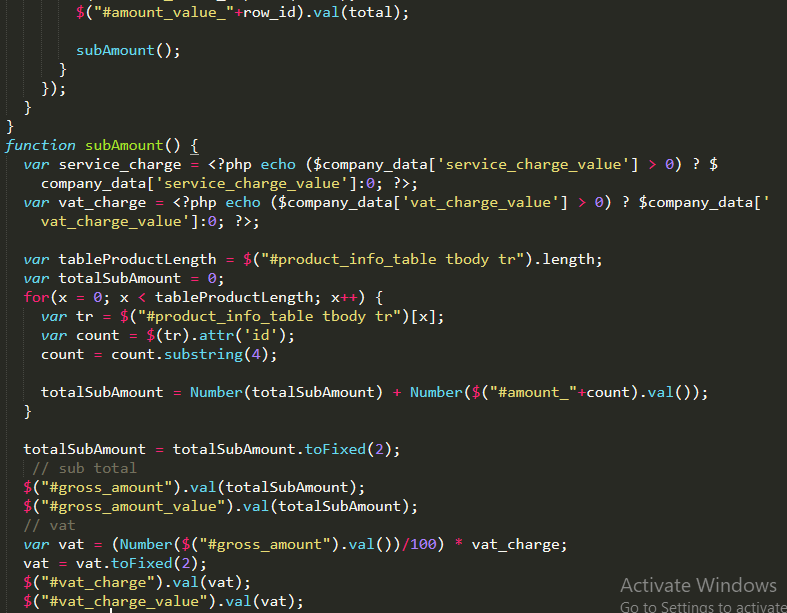 $("#amount_value_"+row_id).val(total);
subAmount();
}
});
}
}
function subAmount() {
var service_charge = <?php echo ($company_data['service_charge_value'] > 0) ? $
company_data['service_charge_value']:0; ?>;
var vat_charge = <?php echo ($company_data['vat_charge_value'] > 0) ? $company_data['
vat_charge_value']:0; ?>;
var tableProductLength = $("#product_info_table tbody tr").length;
var totalSubAmount = 0;
for(x = 0; x < tableProductLength; x++) {
var tr = $("#product_info_table tbody tr")[x];
var count = $(tr).attr('id');
count = count.substring(4);
totalSubAmount = Number(totalSubAmount) + Number($("#amount_"+count).val());
}
totalSubAmount = totalSubAmount.toFixed(2);
// sub total
$("#gross_amount").val(totalSubAmount);
$("#gross_amount_value").val(totalSubAmount);
// vat
var vat = (Number($("#gross_amount").val())/100) * vat_charge;
vat = vat.toFixed(2);
$("#vat_charge").val(vat);
$("#vat_charge_value").val(vat);
Activate Windows
Go to Settings to activate